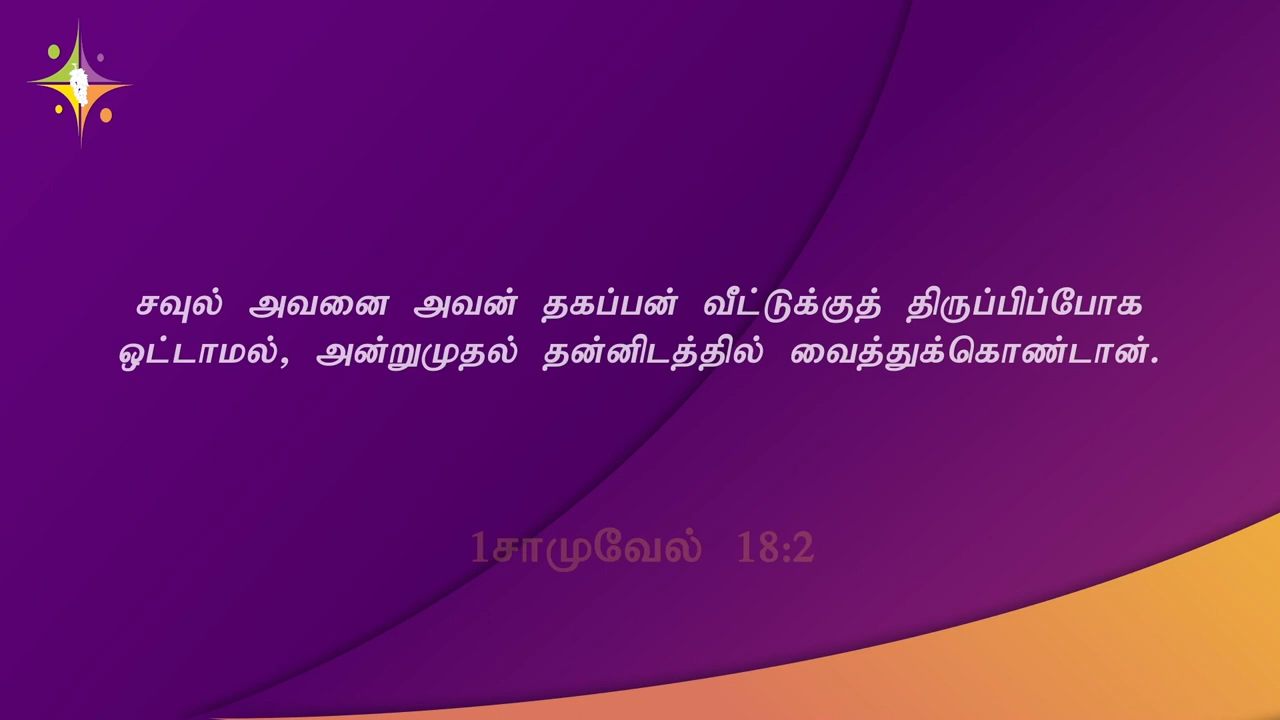 சவுல் அவனை அவன் தகப்பன் வீட்டுக்குத் திருப்பிப்போக
ஒட்டாமல், அன்றுமுதல் தன்னிடத்தில் வைத்துக்கொண்டான்.
1சாமுவேல் 18:2